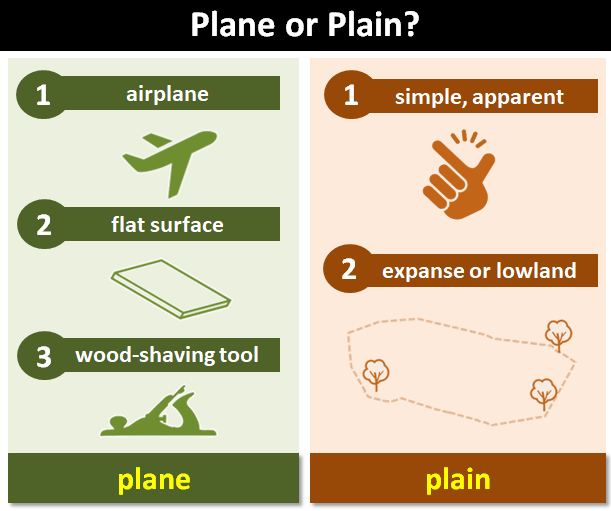 Plane or Plain?
1 airplane
2 flat surface
3 wood-shaving tool
plane
1 simple, apparent
2 expanse or lowland
plain